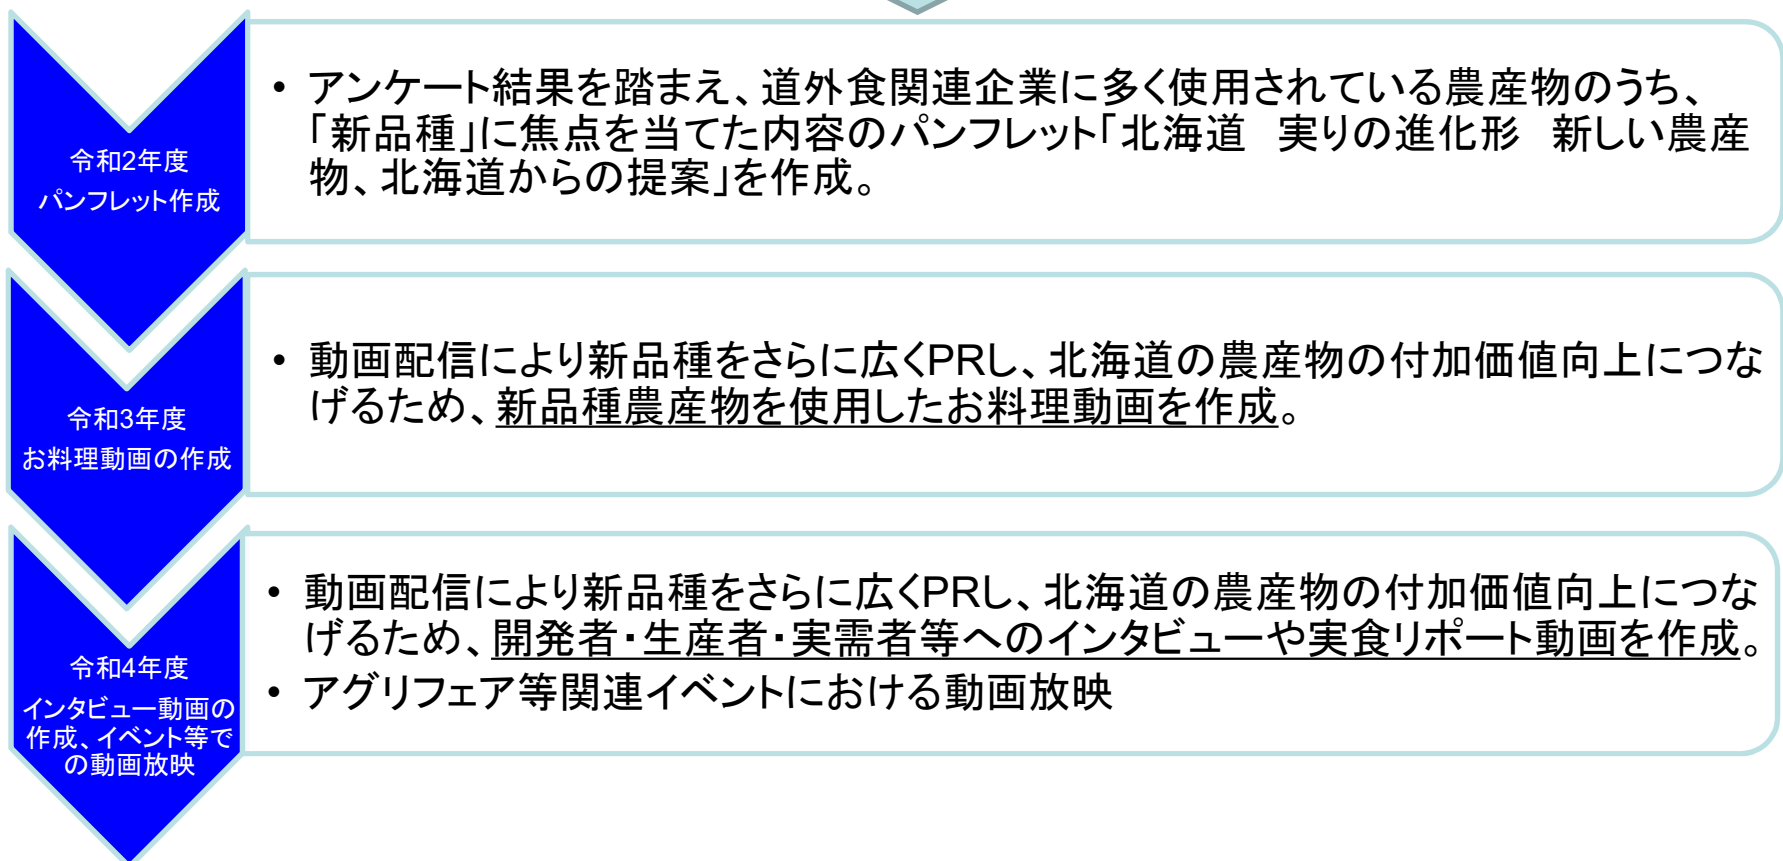 令和2年度
パンフレット作成
• アンケート結果を踏まえ、道外食関連企業に多く使用されている農産物のうち、
「新品種」に焦点を当てた内容のパンフレット「北海道　実りの進化形　新しい農産
物、北海道からの提案」を作成。
令和3年度
お料理動画の作成
• 動画配信により新品種をさらに広くPRし、北海道の農産物の付加価値向上につな
げるため、新品種農産物を使用したお料理動画を作成。
令和4年度
インタビュー動画の
作成、イベント等で
の動画放映
• 動画配信により新品種をさらに広くPRし、北海道の農産物の付加価値向上につな
げるため、開発者・生産者・実需者等へのインタビューや実食リポート動画を作成。
• アグリフェア等関連イベントにおける動画放映